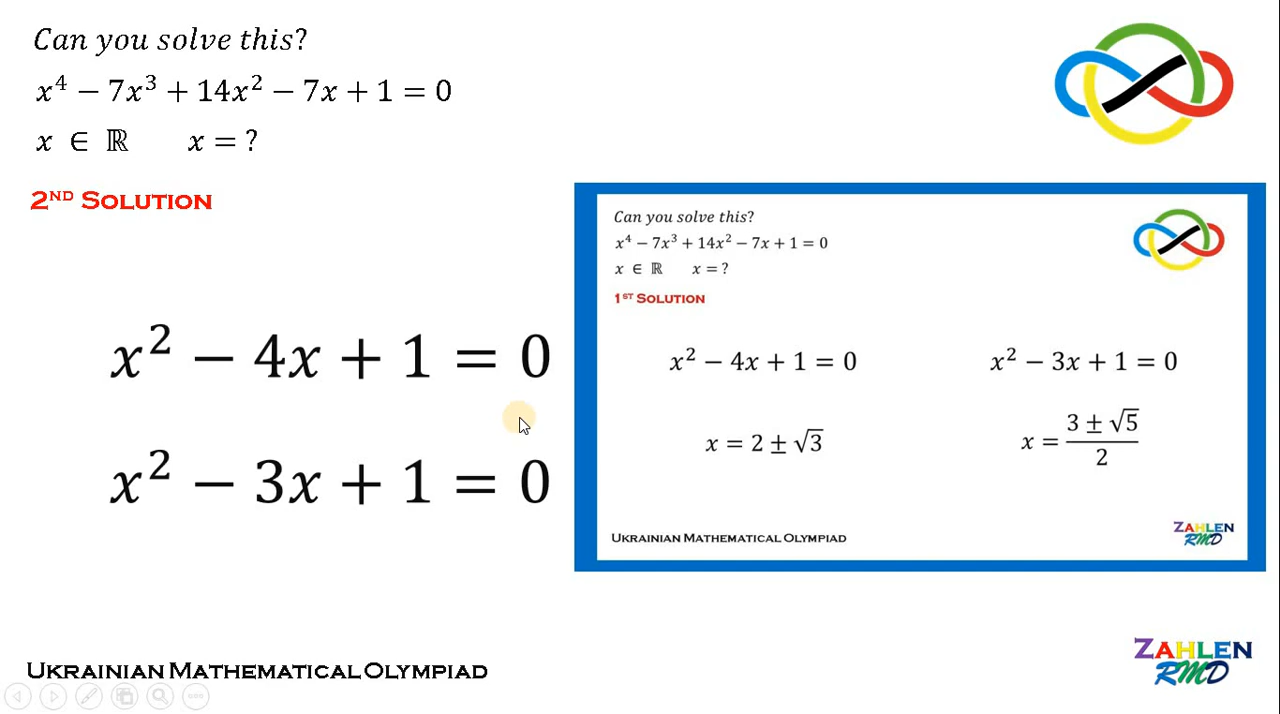 Can you solve this?
x⁴ − 7x³ + 14x² − 7x + 1 = 0
x ∈ ℝ x = ?
2ND SOLUTION
x² − 4x + 1 = 0
x² − 3x + 1 = 0
Can you solve this?
x⁴ − 7x³ + 14x² − 7x + 1 = 0
x ∈ ℝ x = ?
1ST SOLUTION
x² − 4x + 1 = 0 x² − 3x + 1 = 0
x = 2 ± √3 x = (3 ± √5)/2
UKRAINIAN MATHEMATICAL OLYMPIAD
ZAHLEN
RMD
UKRAINIAN MATHEMATICAL OLYMPIAD
ZAHLEN
RMD